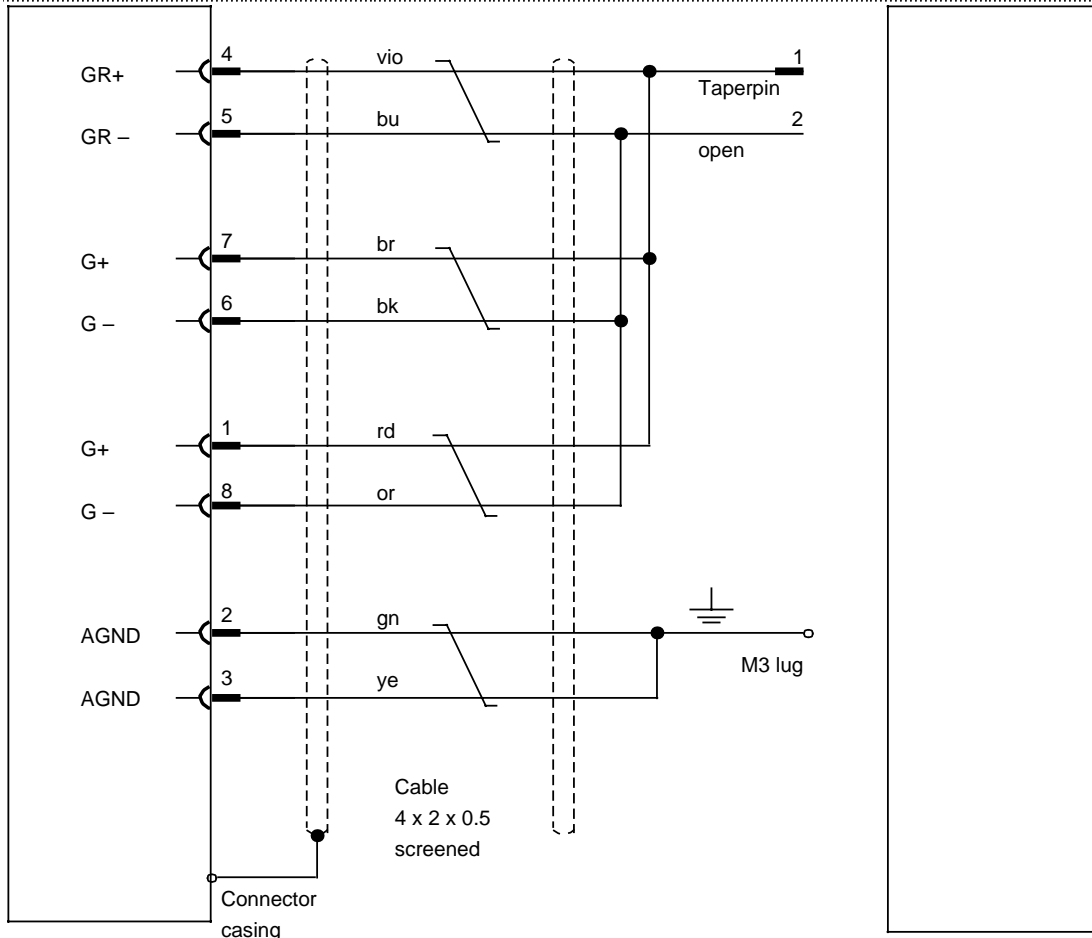 4 vio 1
GR+
Taperpin
5 bu 2
GR –
open
7 br
G+
6 bk
G –
1 rd
G+
8 or
G –
2 gn
AGND
M3 lug
3 ye
AGND
Cable
4 x 2 x 0.5
screened
Connector
casing